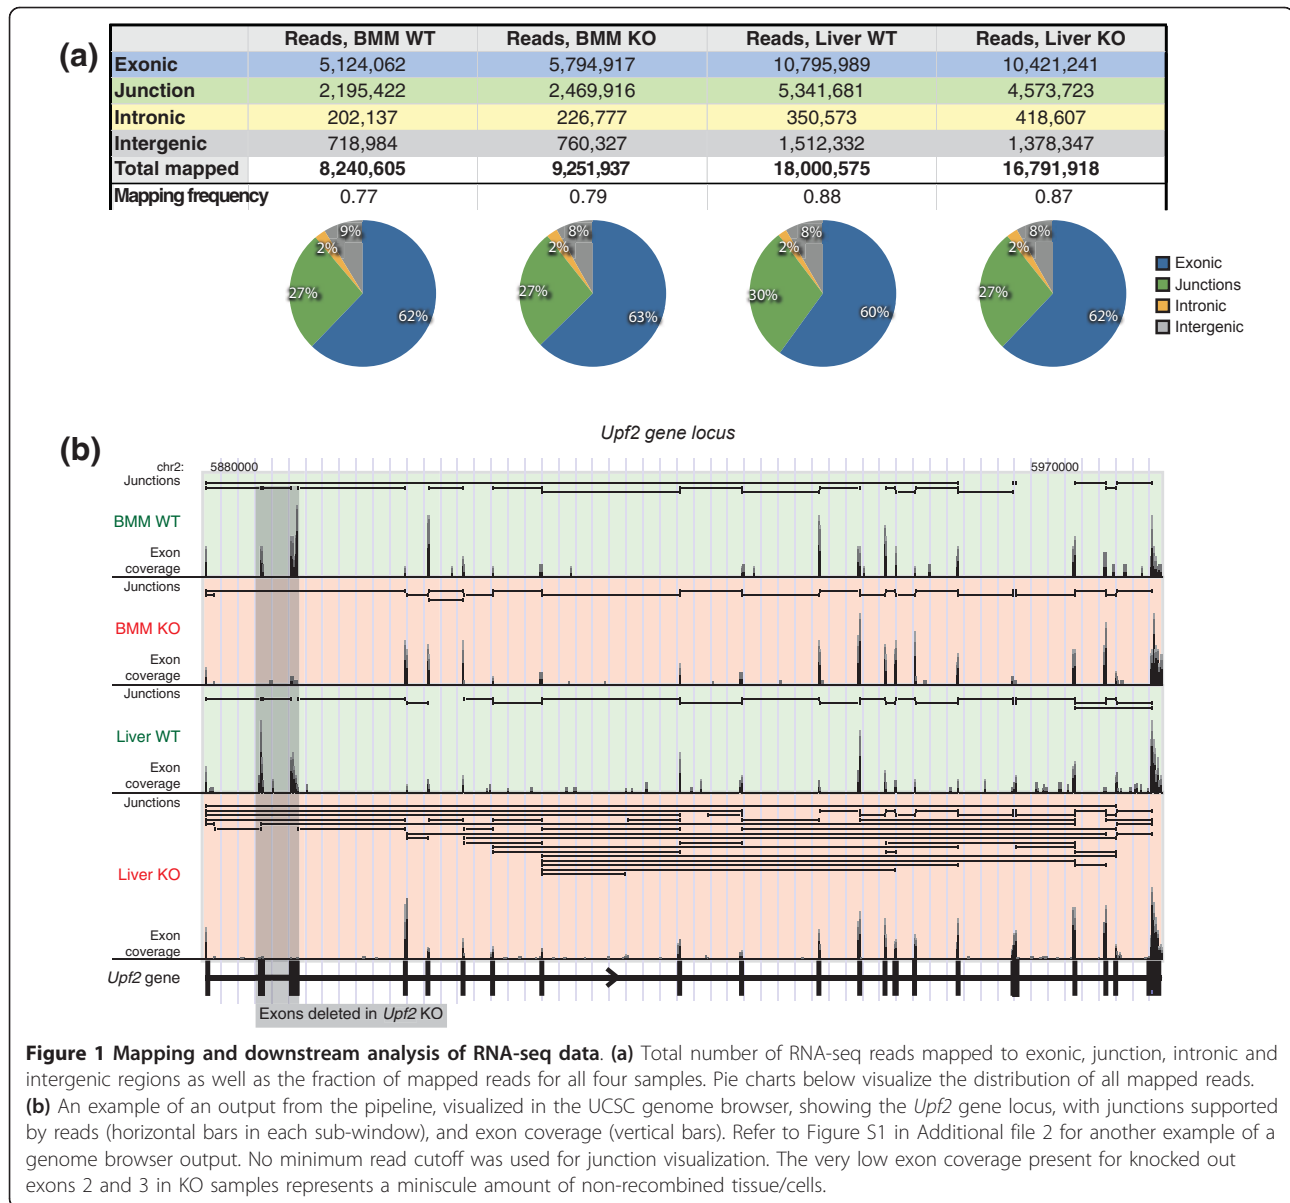 (a)
Reads, BMM WT Reads, BMM KO Reads, Liver WT Reads, Liver KO
Exonic 5,124,062 5,794,917 10,795,989 10,421,241
Junction 2,195,422 2,469,916 5,341,681 4,573,723
Intronic 202,137 226,777 350,573 418,607
Intergenic 718,984 760,327 1,512,332 1,378,347
Total mapped 8,240,605 9,251,937 18,000,575 16,791,918
Mapping frequency 0.77 0.79 0.88 0.87
9% 2% 27% 62%
8% 2% 27% 63%
8% 2% 30% 60%
8% 2% 27% 62%
Exonic
Junctions
Intronic
Intergenic
(b)
Upf2 gene locus
chr2: 5880000 5970000
Junctions
BMM WT
Exon
coverage
Junctions
BMM KO
Exon
coverage
Junctions
Liver WT
Exon
coverage
Junctions
Liver KO
Exon
coverage
Upf2 gene
Exons deleted in Upf2 KO
Figure 1 Mapping and downstream analysis of RNA-seq data. (a) Total number of RNA-seq reads mapped to exonic, junction, intronic and
intergenic regions as well as the fraction of mapped reads for all four samples. Pie charts below visualize the distribution of all mapped reads.
(b) An example of an output from the pipeline, visualized in the UCSC genome browser, showing the Upf2 gene locus, with junctions supported
by reads (horizontal bars in each sub-window), and exon coverage (vertical bars). Refer to Figure S1 in Additional file 2 for another example of a
genome browser output. No minimum read cutoff was used for junction visualization. The very low exon coverage present for knocked out
exons 2 and 3 in KO samples represents a miniscule amount of non-recombined tissue/cells.